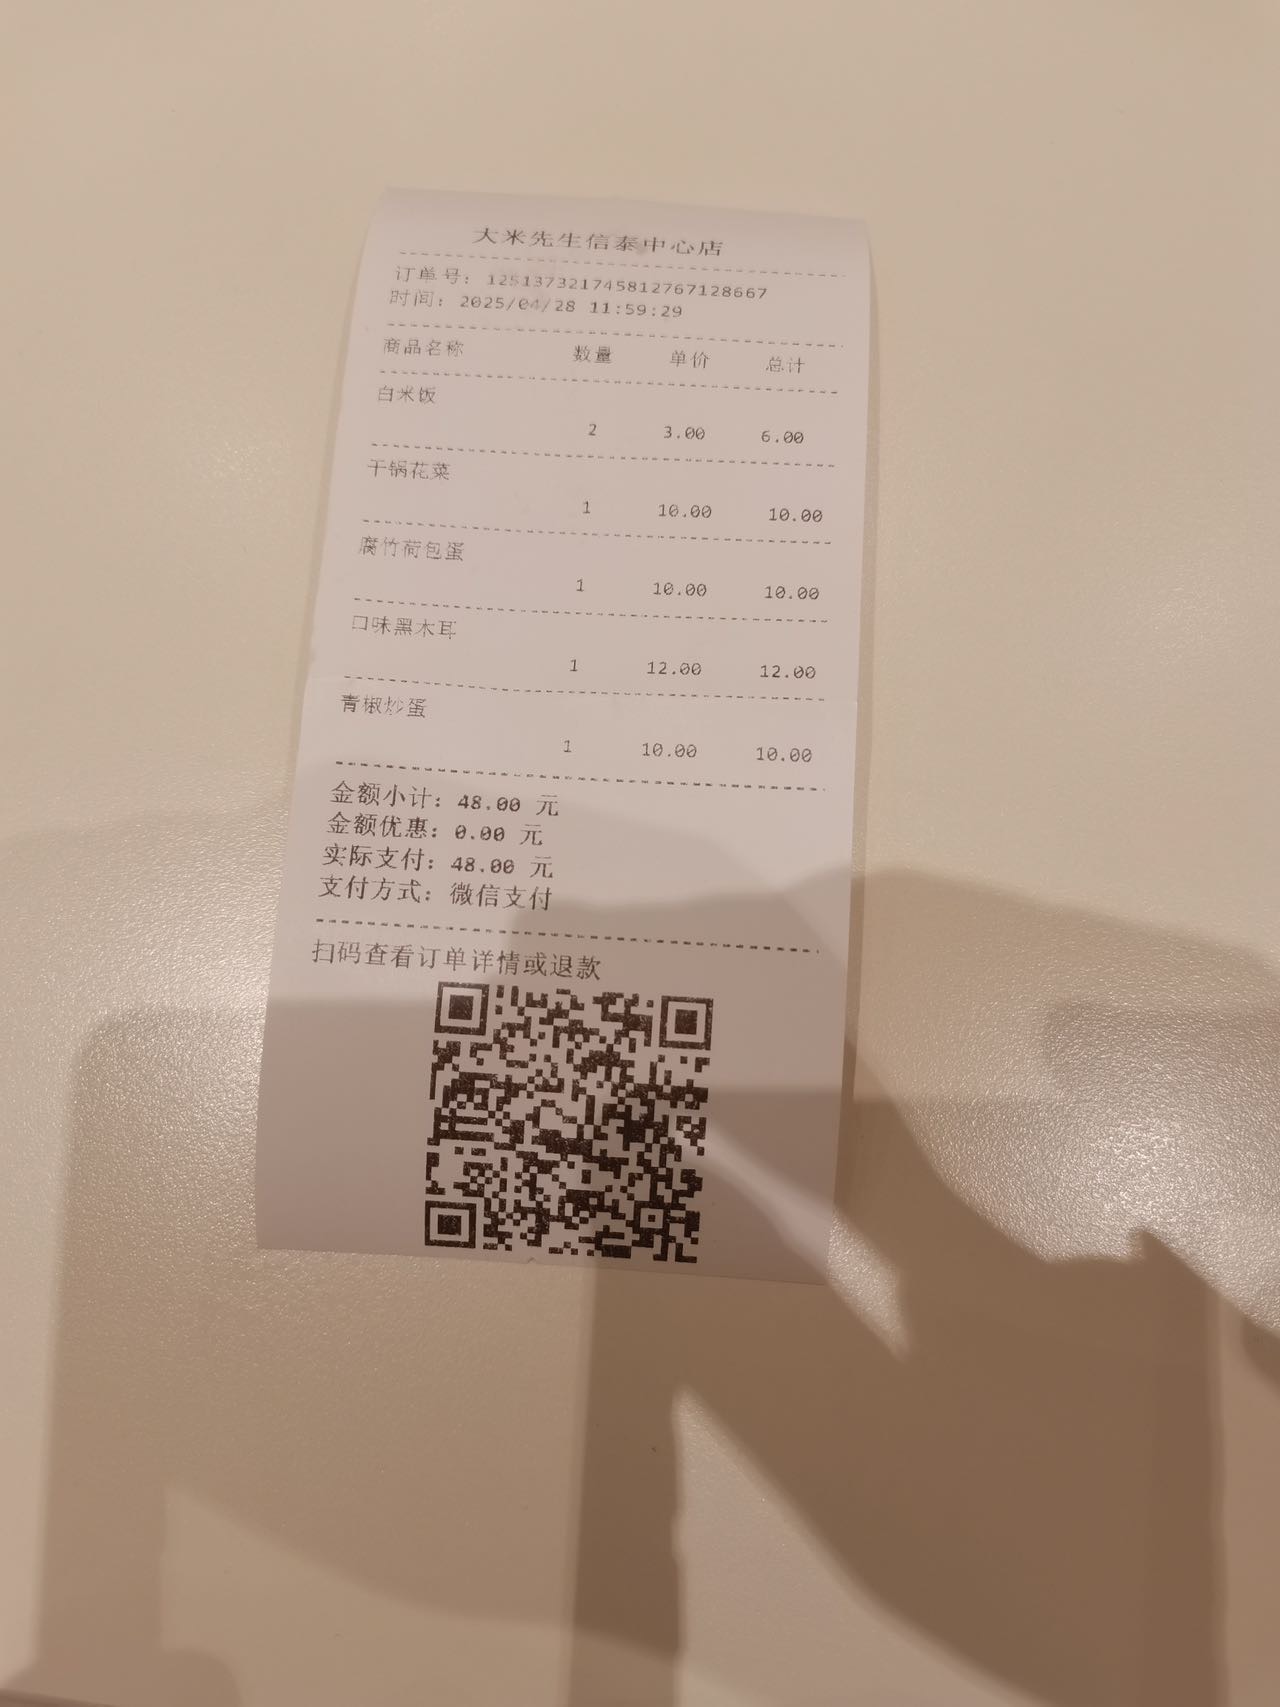 大米先生信泰中心店
订单号：1251373217458127671­28667
时间：2025/04/28 11:59:29
商品名称 数量 单价 总计
白米饭
2 3.00 6.00
干锅花菜
1 10.00 10.00
腐竹荷包蛋
1 10.00 10.00
口味黑木耳
1 12.00 12.00
青椒炒蛋
1 10.00 10.00
金额小计：48.00 元
金额优惠：0.00 元
实际支付：48.00 元
支付方式：微信支付
扫码查看订单详情或退款